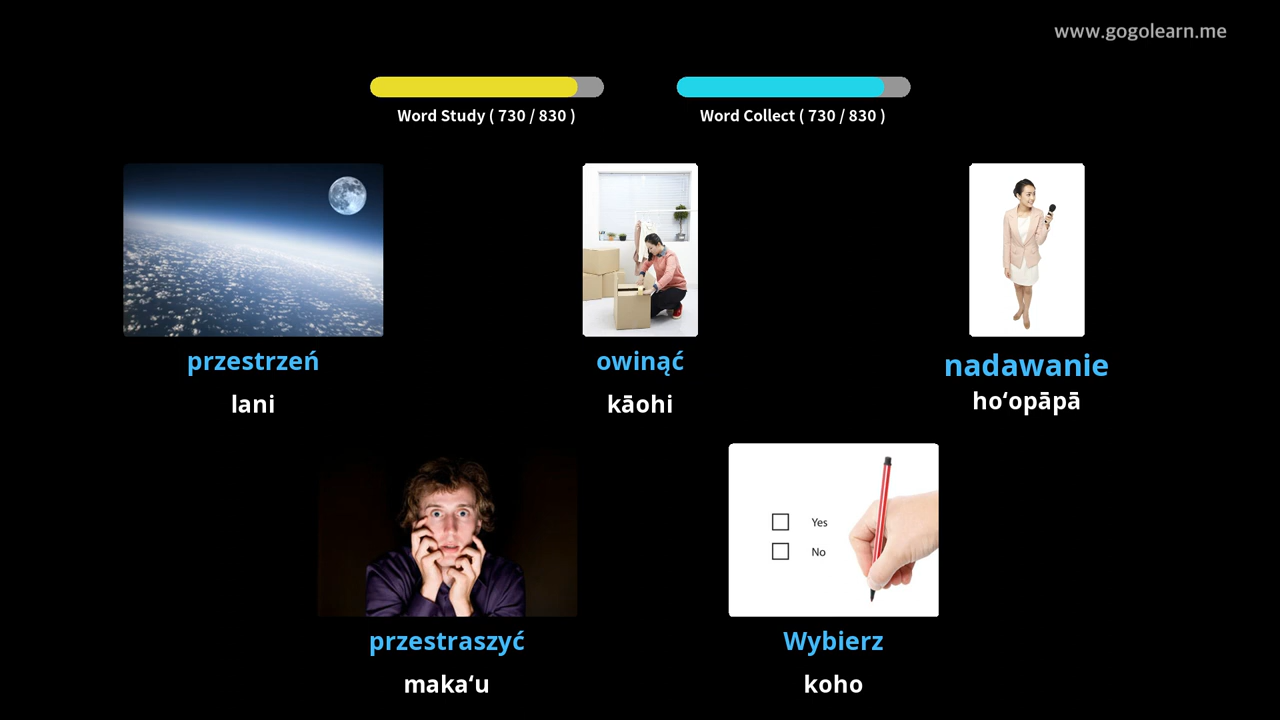 www.gogolearn.me
Word Study ( 730 / 830 )
Word Collect ( 730 / 830 )
przestrzeń
owinąć
nadawanie
lani
kāohi
hoʻopāpā
Yes
No
przestraszyć
Wybierz
makaʻu
koho